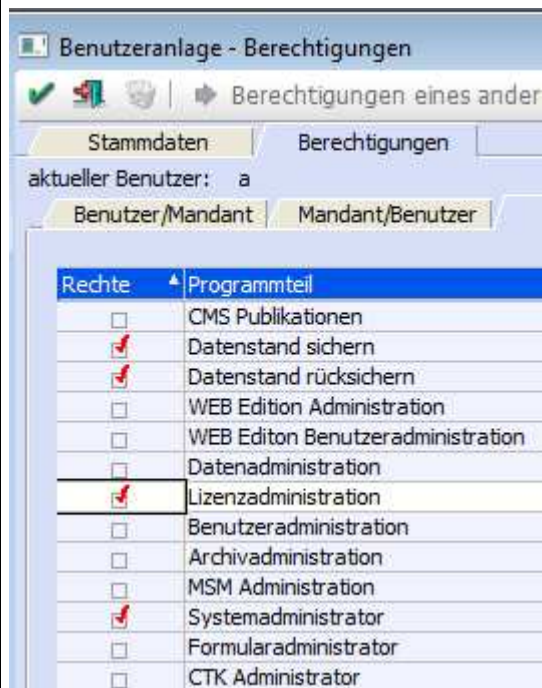 Benutzeranlage - Berechtigungen
Berechtigungen eines ander
Stammdaten Berechtigungen
aktueller Benutzer: a
Benutzer/Mandant Mandant/Benutzer
Rechte Programmteil
CMS Publikationen
Datenstand sichern
Datenstand rücksichern
WEB Edition Administration
WEB Editon Benutzeradministration
Datenadministration
Lizenzadministration
Benutzeradministration
Archivadministration
MSM Administration
Systemadministrator
Formularadministrator
CTK Administrator